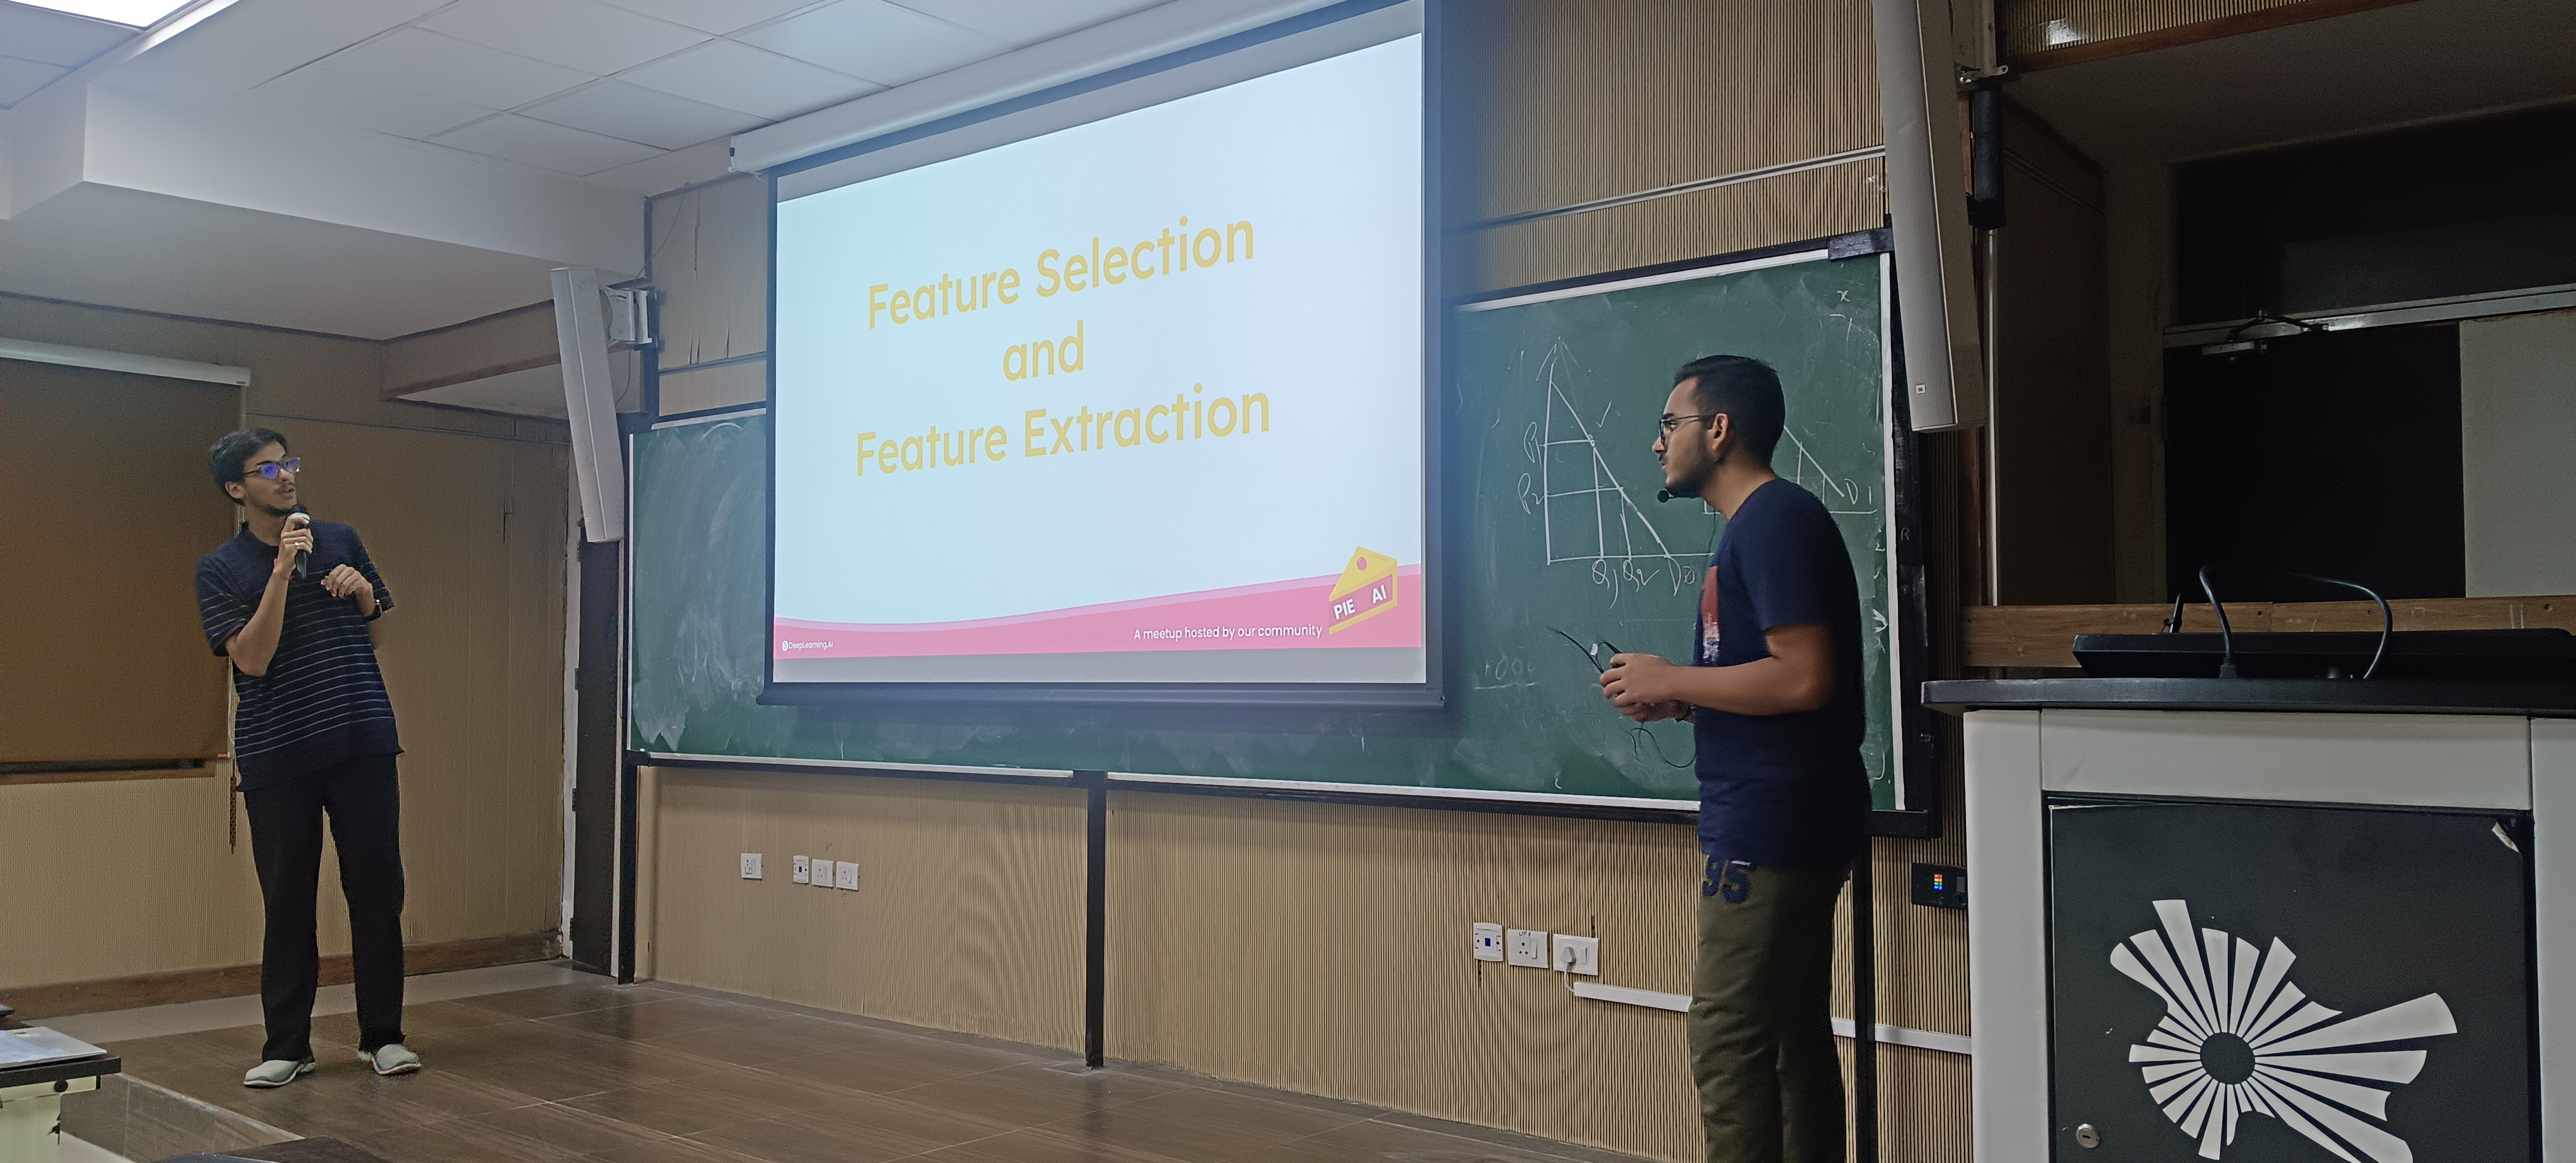 Feature Selection
and
Feature Extraction
DeepLearning.AI
A meetup hosted by our community
PIE AI
P1
P2
Q1 Q2
D1
95